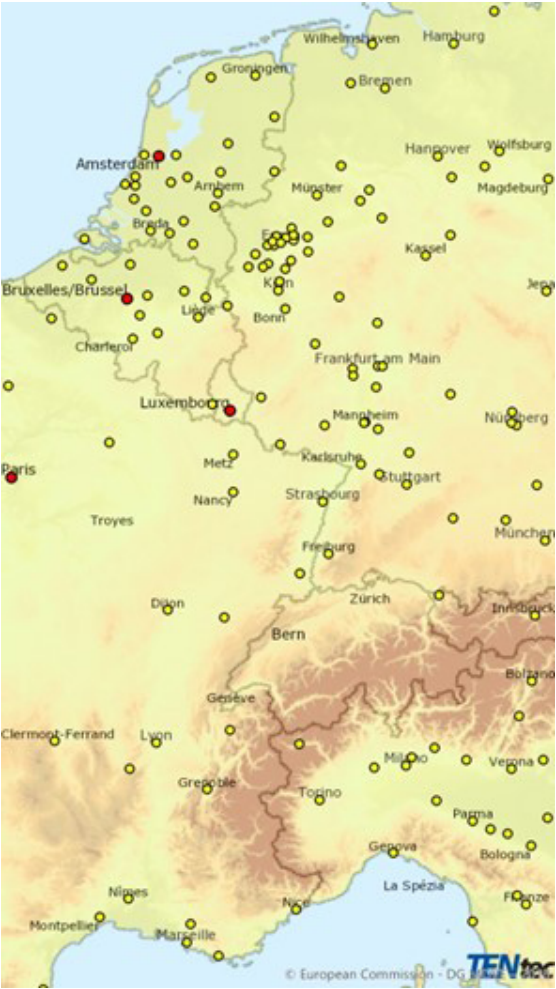 Wilhelmshaven
Hamburg
Groningen
Bremen
Amsterdam
Hannover
Wolfsburg
Arnhem
Münster
Magdeburg
Breda
Kassel
Bruxelles/Brussel
Köln
Jena
Liège
Bonn
Charleroi
Frankfurt am Main
Luxembourg
Mannheim
Nürnberg
Metz
Karlsruhe
Paris
Stuttgart
Nancy
Strasbourg
Troyes
München
Freiburg
Dijon
Zürich
Innsbruck
Bern
Bolzano
Genève
Clermont-Ferrand
Lyon
Milano
Verona
Grenoble
Torino
Parma
Genova
Bologna
La Spézia
Nîmes
Nice
Firenze
Montpellier
Marseille
TENtec
© European Commission - DG